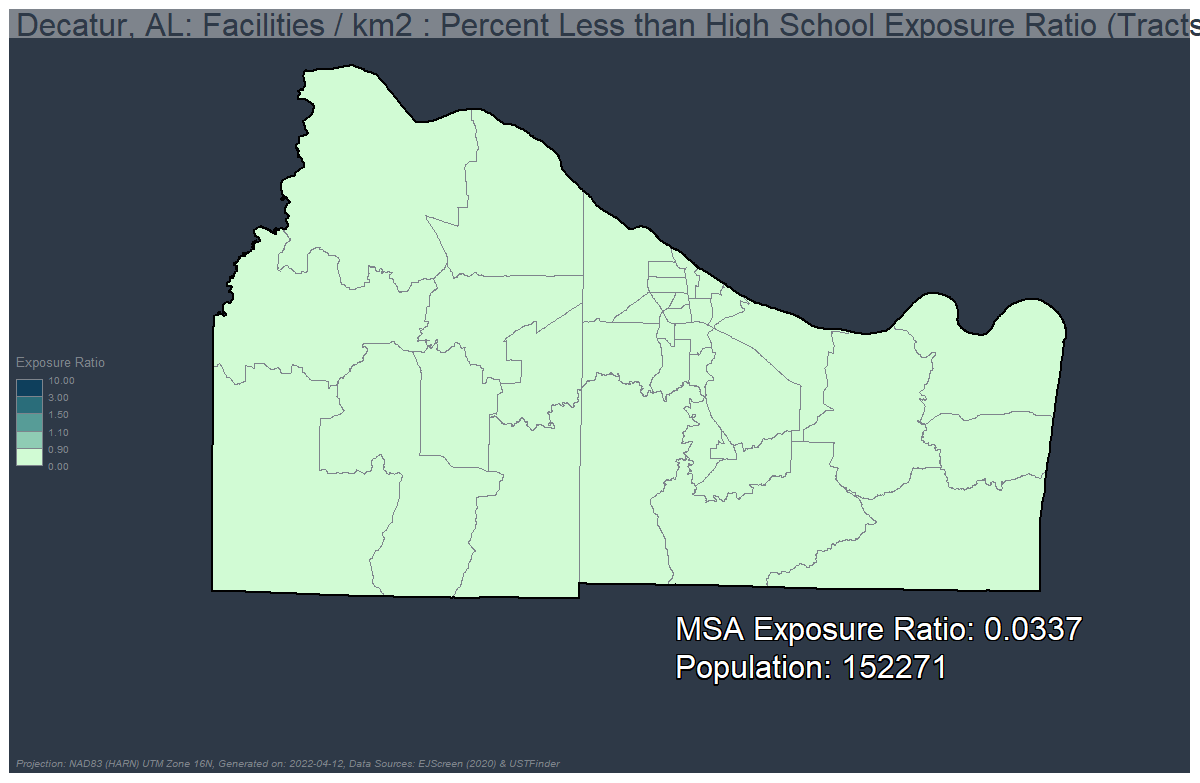 Decatur, AL: Facilities / km2 : Percent Less than High School Exposure Ratio (Tracts
Exposure Ratio
10.00
3.00
1.50
1.10
0.90
0.00
MSA Exposure Ratio: 0.0337
Population: 152271
Projection: NAD83 (HARN) UTM Zone 16N, Generated on: 2022-04-12, Data Sources: EJScreen (2020) & USTFinder